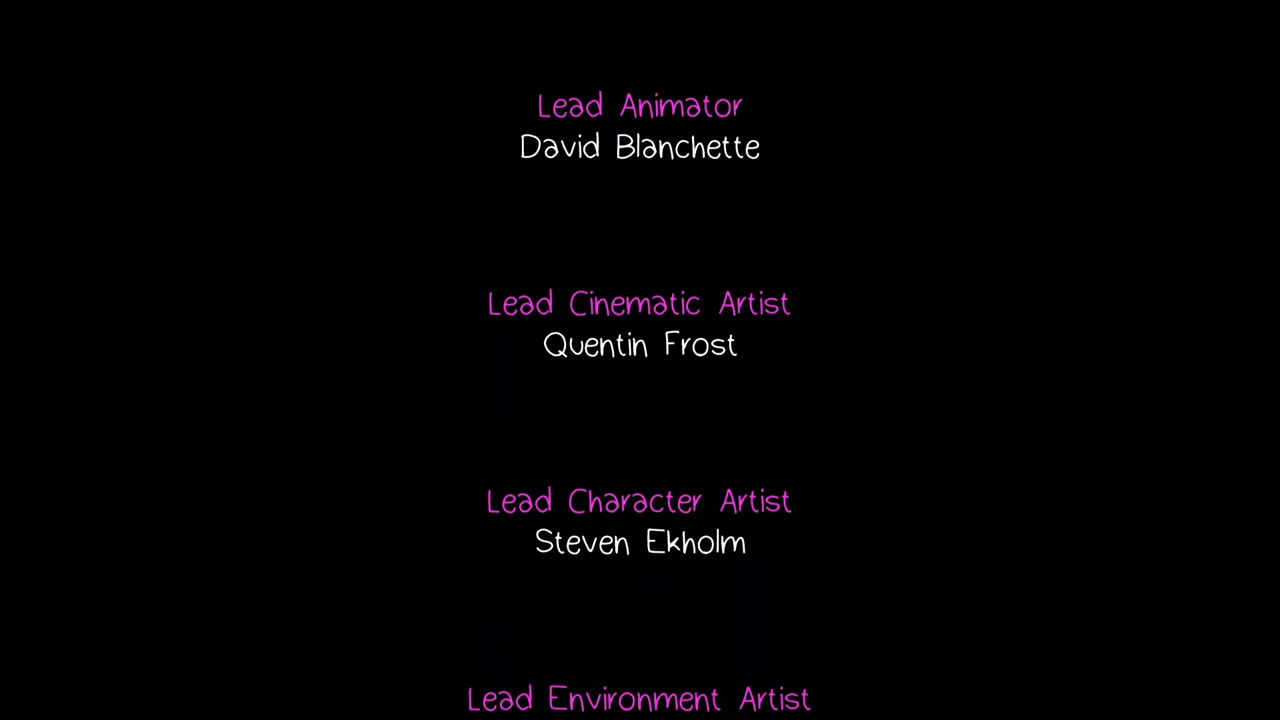 Lead Animator
David Blanchette
Lead Cinematic Artist
Quentin Frost
Lead Character Artist
Steven Ekholm
Lead Environment Artist